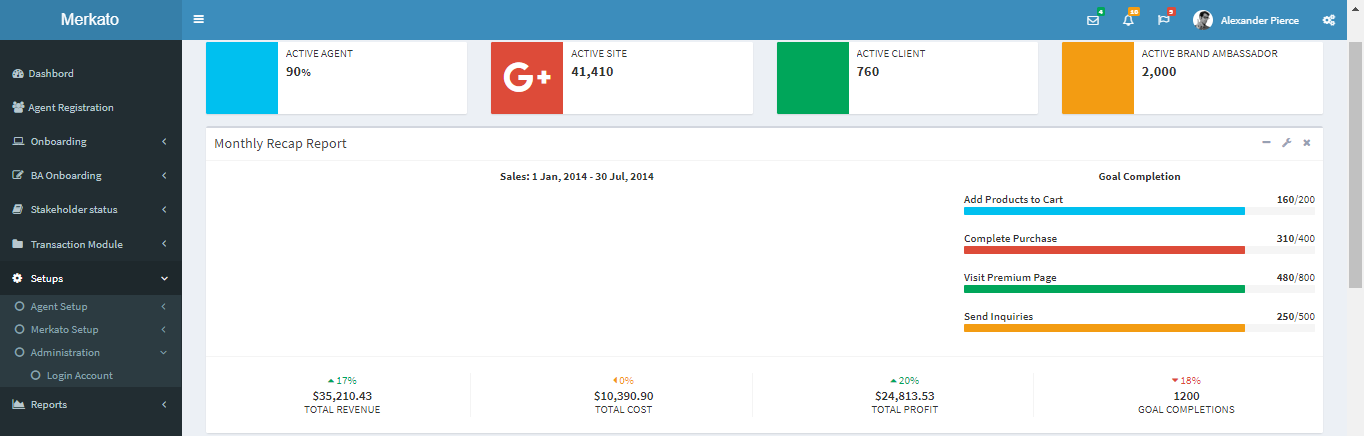 Merkato
4
10
9
Alexander Pierce
Dashbord
Agent Registration
Onboarding
BA Onboarding
Stakeholder status
Transaction Module
Setups
Agent Setup
Merkato Setup
Administration
Login Account
Reports
ACTIVE AGENT
90%
G+
ACTIVE SITE
41,410
ACTIVE CLIENT
760
ACTIVE BRAND AMBASSADOR
2,000
Monthly Recap Report
Sales: 1 Jan, 2014 - 30 Jul, 2014
Goal Completion
Add Products to Cart 160/200
Complete Purchase 310/400
Visit Premium Page 480/800
Send Inquiries 250/500
17%
$35,210.43
TOTAL REVENUE
0%
$10,390.90
TOTAL COST
20%
$24,813.53
TOTAL PROFIT
18%
1200
GOAL COMPLETIONS